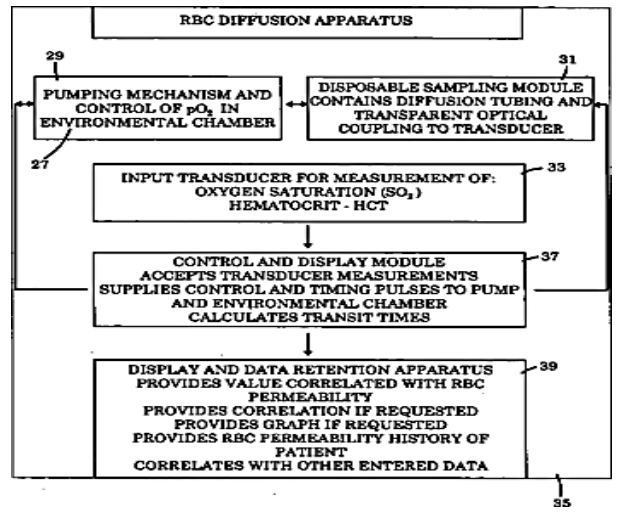 RBC DIFFUSION APPARATUS
29
PUMPING MECHANISM AND
CONTROL OF pO2 IN
ENVIRONMENTAL CHAMBER
27
31
DISPOSABLE SAMPLING MODULE
CONTAINS DIFFUSION TUBING AND
TRANSPARENT OPTICAL
COUPLING TO TRANSDUCER
33
INPUT TRANSDUCER FOR MEASUREMENT OF:
OXYGEN SATURATION (SO2)
HEMATOCRIT - HCT
37
CONTROL AND DISPLAY MODULE
ACCEPTS TRANSDUCER MEASUREMENTS
SUPPLIES CONTROL AND TIMING PULSES TO PUMP
AND ENVIRONMENTAL CHAMBER
CALCULATES TRANSIT TIMES
39
DISPLAY AND DATA RETENTION APPARATUS
PROVIDES VALUE CORRELATED WITH RBC
PERMEABILITY
PROVIDES CORRELATION IF REQUESTED
PROVIDES GRAPH IF REQUESTED
PROVIDES RBC PERMEABILITY HISTORY OF
PATIENT
CORRELATES WITH OTHER ENTERED DATA
35